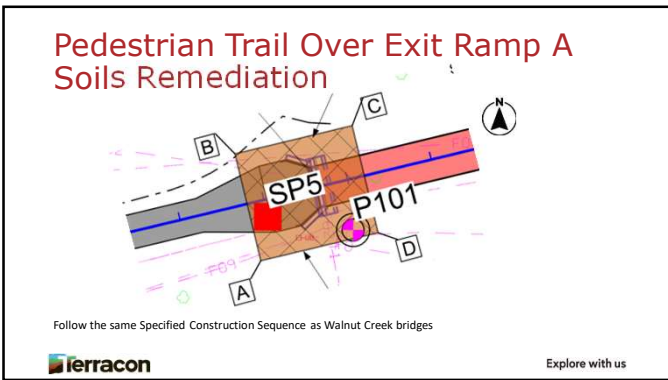 Pedestrian Trail Over Exit Ramp A
Soils Remediation
N
C
B
SP5
P101
F09
D
A
Follow the same Specified Construction Sequence as Walnut Creek bridges
Terracon
Explore with us